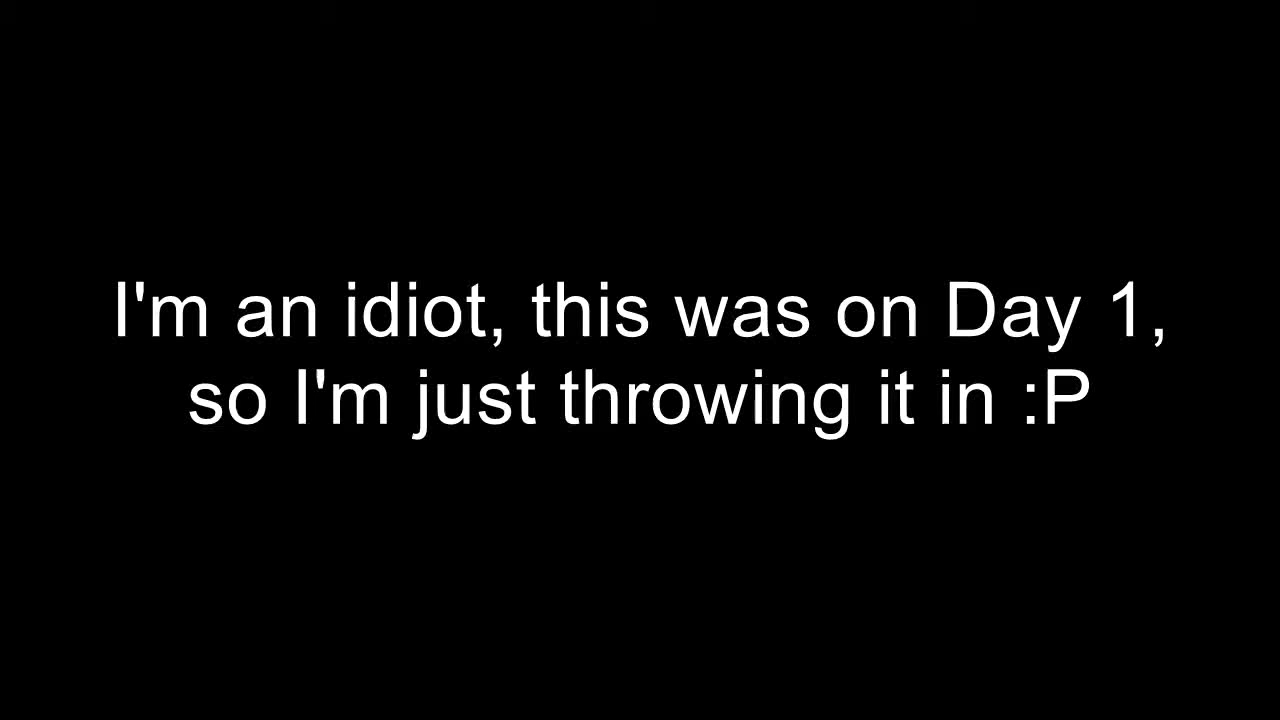 I'm an idiot, this was on Day 1,
so I'm just throwing it in :P